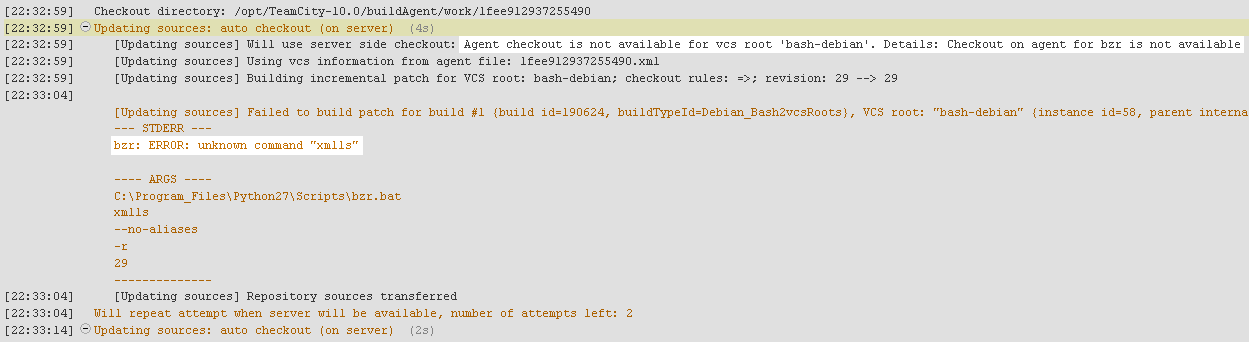 [22:32:59] Checkout directory: /opt/TeamCity-10.0/buildAgent/work/1fee912937255490
[22:32:59] Updating sources: auto checkout (on server) (4s)
[22:32:59] [Updating sources] Will use server side checkout: Agent checkout is not available for vcs root 'bash-debian'. Details: Checkout on agent for bzr is not available
[22:32:59] [Updating sources] Using vcs information from agent file: 1fee912937255490.xml
[22:32:59] [Updating sources] Building incremental patch for VCS root: bash-debian; checkout rules: =>; revision: 29 --> 29
[22:33:04]
[Updating sources] Failed to build patch for build #1 {build id=190624, buildTypeId=Debian_Bash2vcsRoots}, VCS root: "bash-debian" {instance id=58, parent interna
--- STDERR ---
bzr: ERROR: unknown command "xmlls"
---- ARGS ----
C:\Program_Files\Python27\Scripts\bzr.bat
xmlls
--no-aliases
-r
29
--------------
[22:33:04] [Updating sources] Repository sources transferred
[22:33:04] Will repeat attempt when server will be available, number of attempts left: 2
[22:33:14] Updating sources: auto checkout (on server) (2s)